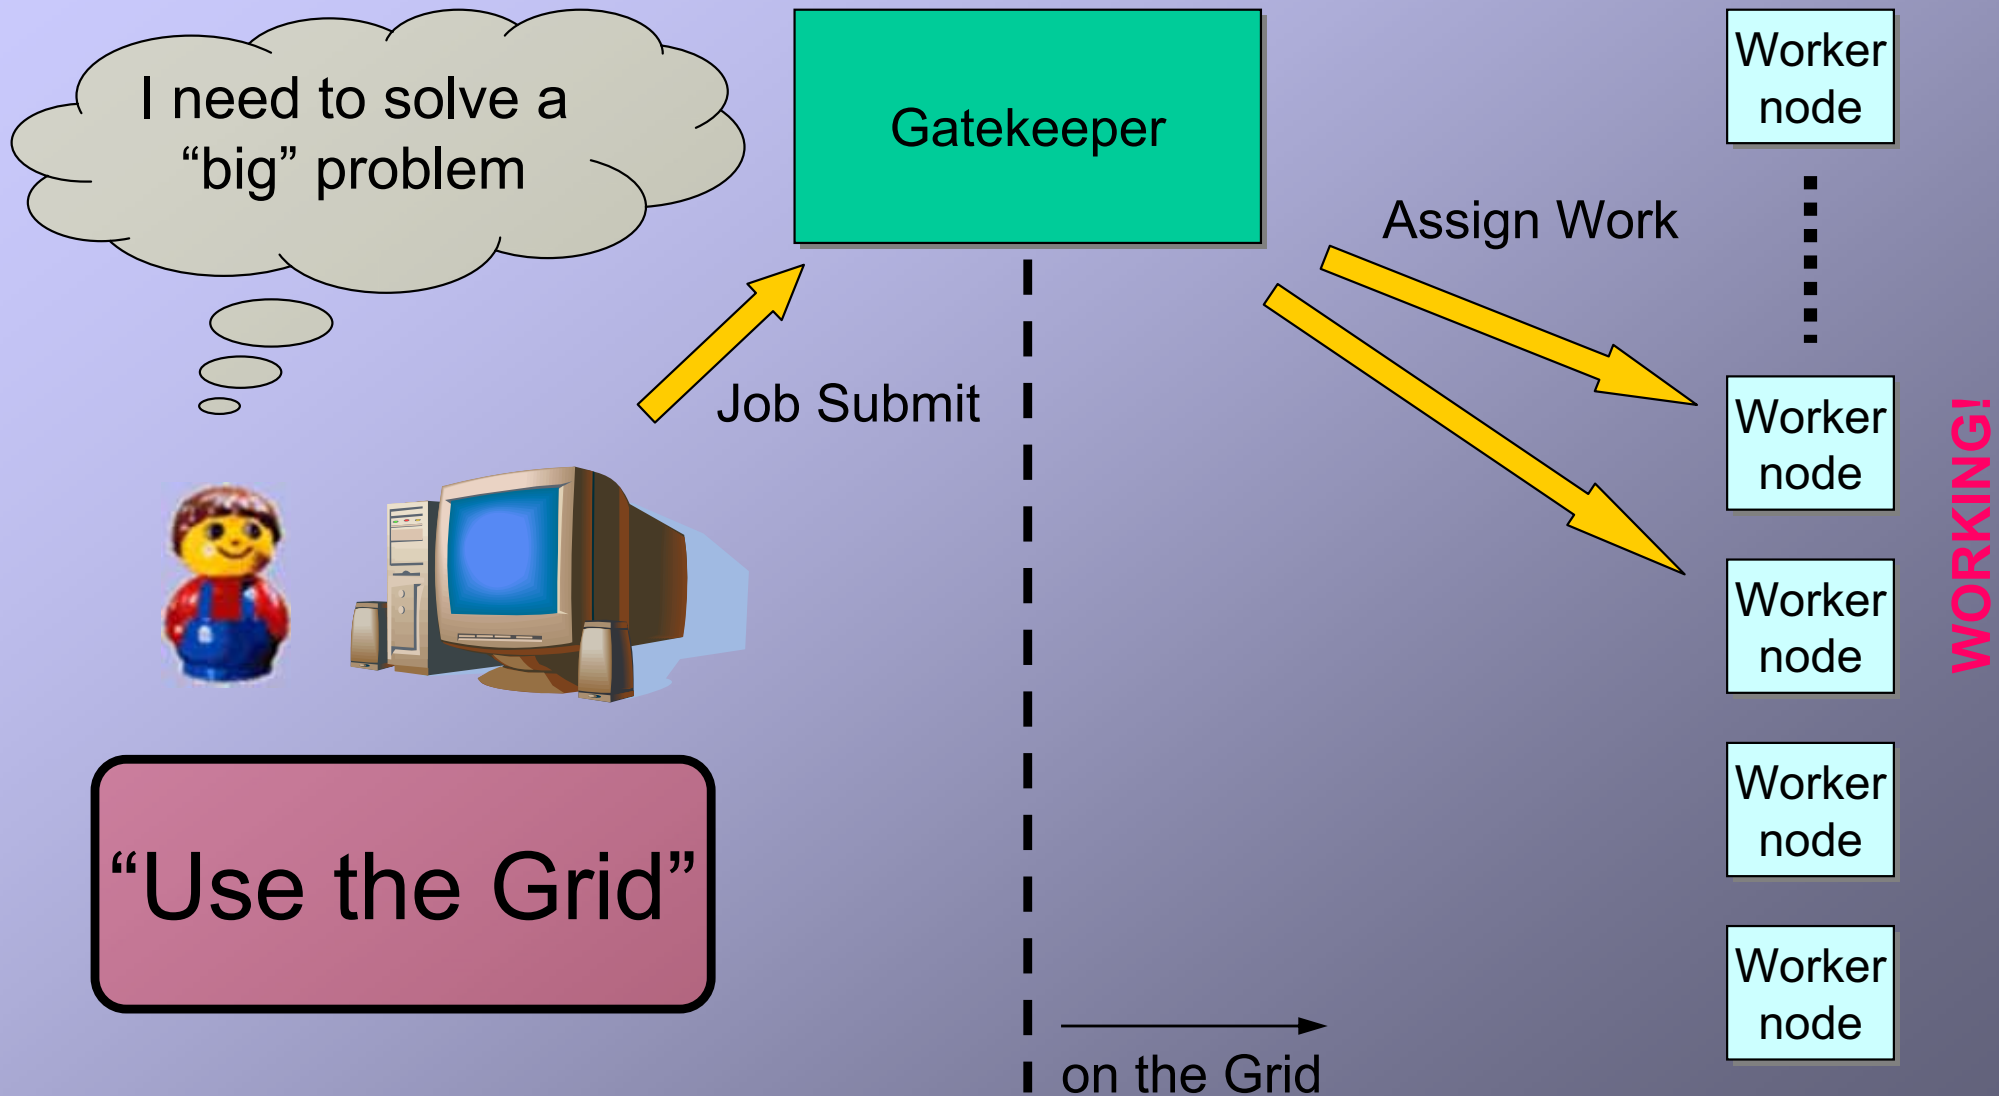 I need to solve a
“big” problem
Gatekeeper
Worker
node
Assign Work
Job Submit
Worker
node
WORKING!
Worker
node
Worker
node
“Use the Grid”
Worker
node
on the Grid